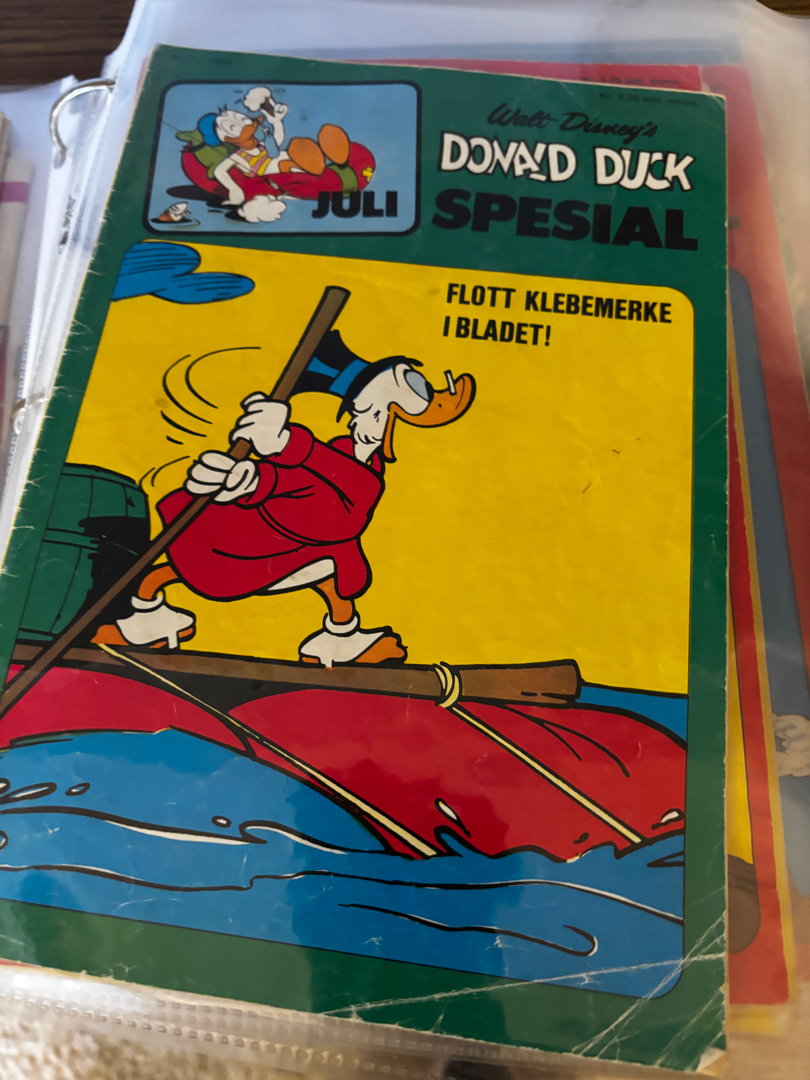 Walt Disney's
DONALD DUCK
SPESIAL
JULI
FLOTT KLEBEMERKE
I BLADET!